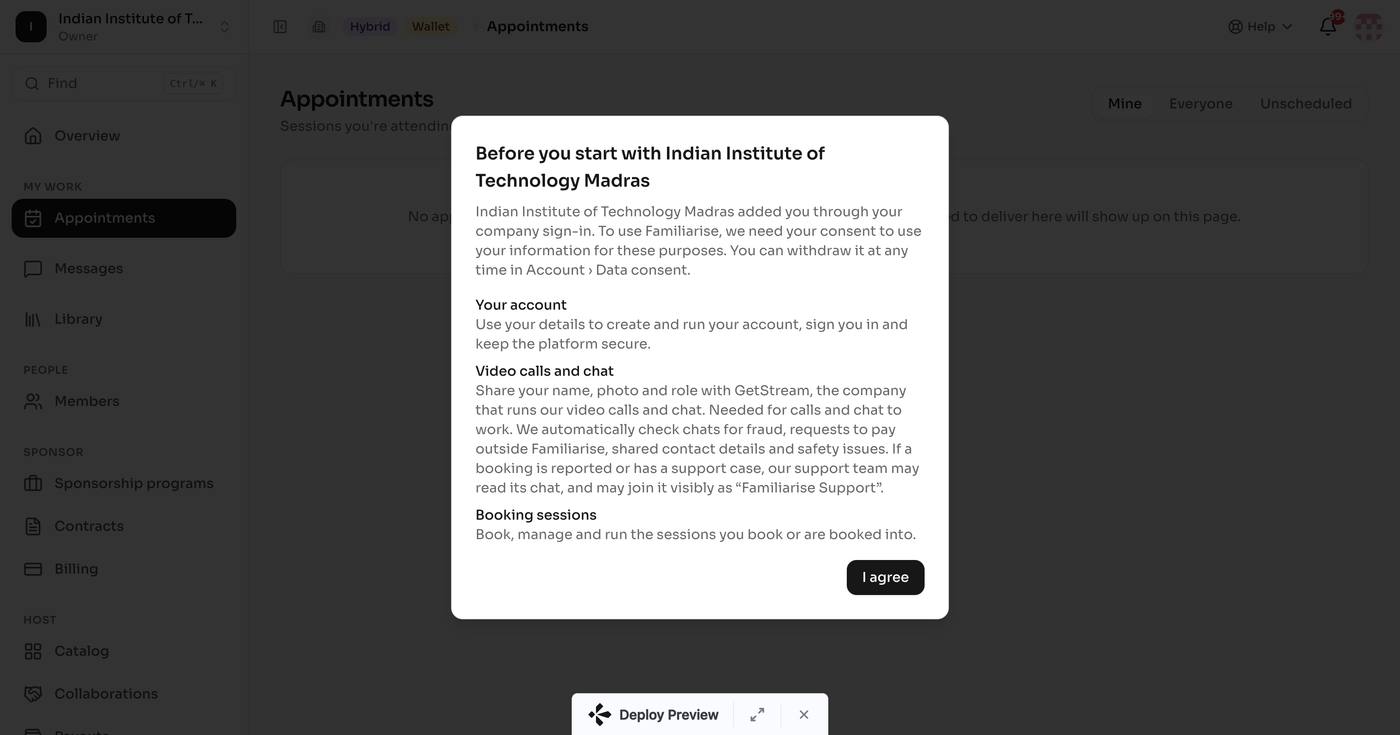 I
Indian Institute of T...
Owner
Find
Ctrl/⌘ K
Overview
MY WORK
Appointments
Messages
Library
PEOPLE
Members
SPONSOR
Sponsorship programs
Contracts
Billing
HOST
Catalog
Collaborations
Hybrid
Wallet
Appointments
Help
99+
Appointments
Sessions you're attendin
Mine
Everyone
Unscheduled
No ap
d to deliver here will show up on this page.
Before you start with Indian Institute of
Technology Madras
Indian Institute of Technology Madras added you through your
company sign-in. To use Familiarise, we need your consent to use
your information for these purposes. You can withdraw it at any
time in Account › Data consent.
Your account
Use your details to create and run your account, sign you in and
keep the platform secure.
Video calls and chat
Share your name, photo and role with GetStream, the company
that runs our video calls and chat. Needed for calls and chat to
work. We automatically check chats for fraud, requests to pay
outside Familiarise, shared contact details and safety issues. If a
booking is reported or has a support case, our support team may
read its chat, and may join it visibly as “Familiarise Support”.
Booking sessions
Book, manage and run the sessions you book or are booked into.
I agree
Deploy Preview